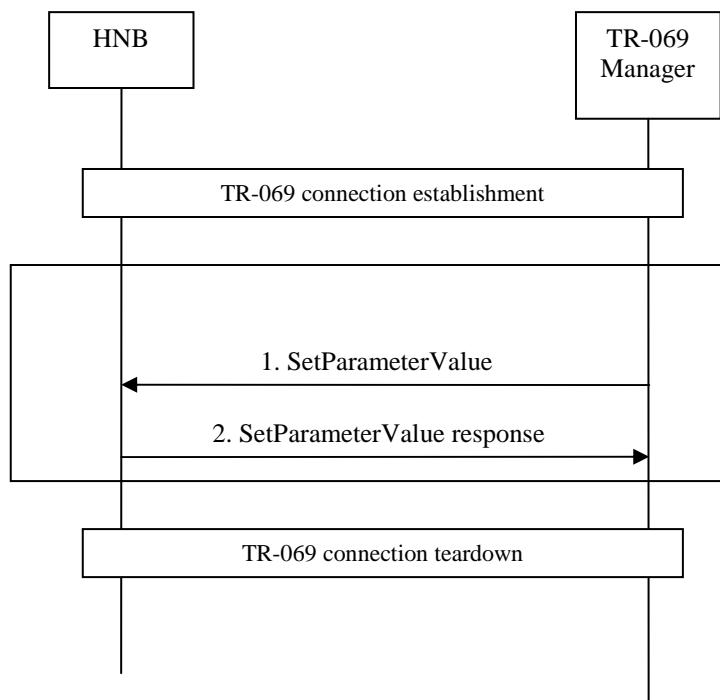 HNB
TR-069
Manager
TR-069 connection establishment
1. SetParameterValue
2. SetParameterValue response
TR-069 connection teardown